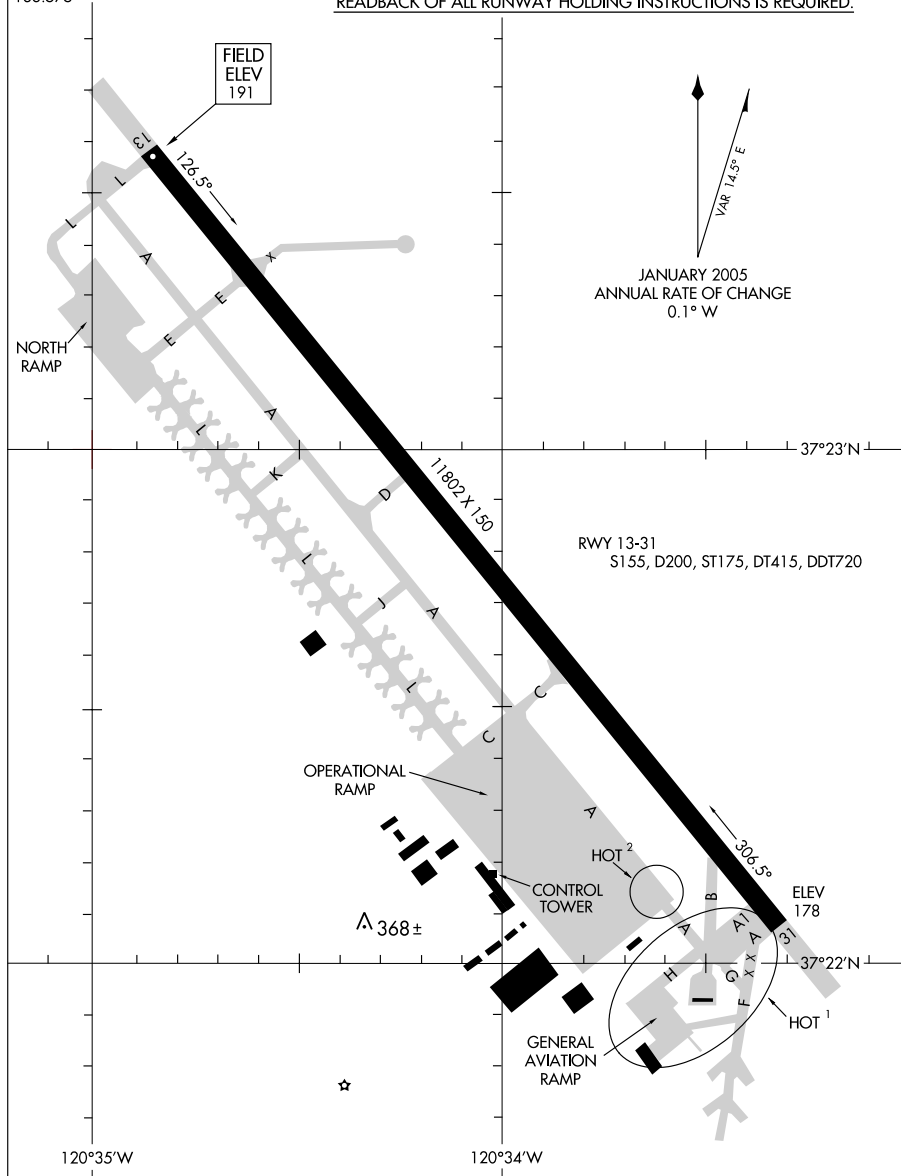 READBACK OF ALL RUNWAY HOLDING INSTRUCTIONS IS REQUIRED.
FIELD
ELEV
191
13
126.5°
VAR 14.5° E
JANUARY 2005
ANNUAL RATE OF CHANGE
0.1° W
L
L
A
X
E
E
NORTH
RAMP
A
L
K
D
37°23'N
11802 X 150
RWY 13-31
S155, D200, ST175, DT415, DDT720
L
J
A
L
C
C
OPERATIONAL
RAMP
A
HOT 2
306.5°
CONTROL
TOWER
B
ELEV
178
368±
A
A1
A
31
37°22'N
H
G
X
X
F
HOT 1
GENERAL
AVIATION
RAMP
120°35'W
120°34'W